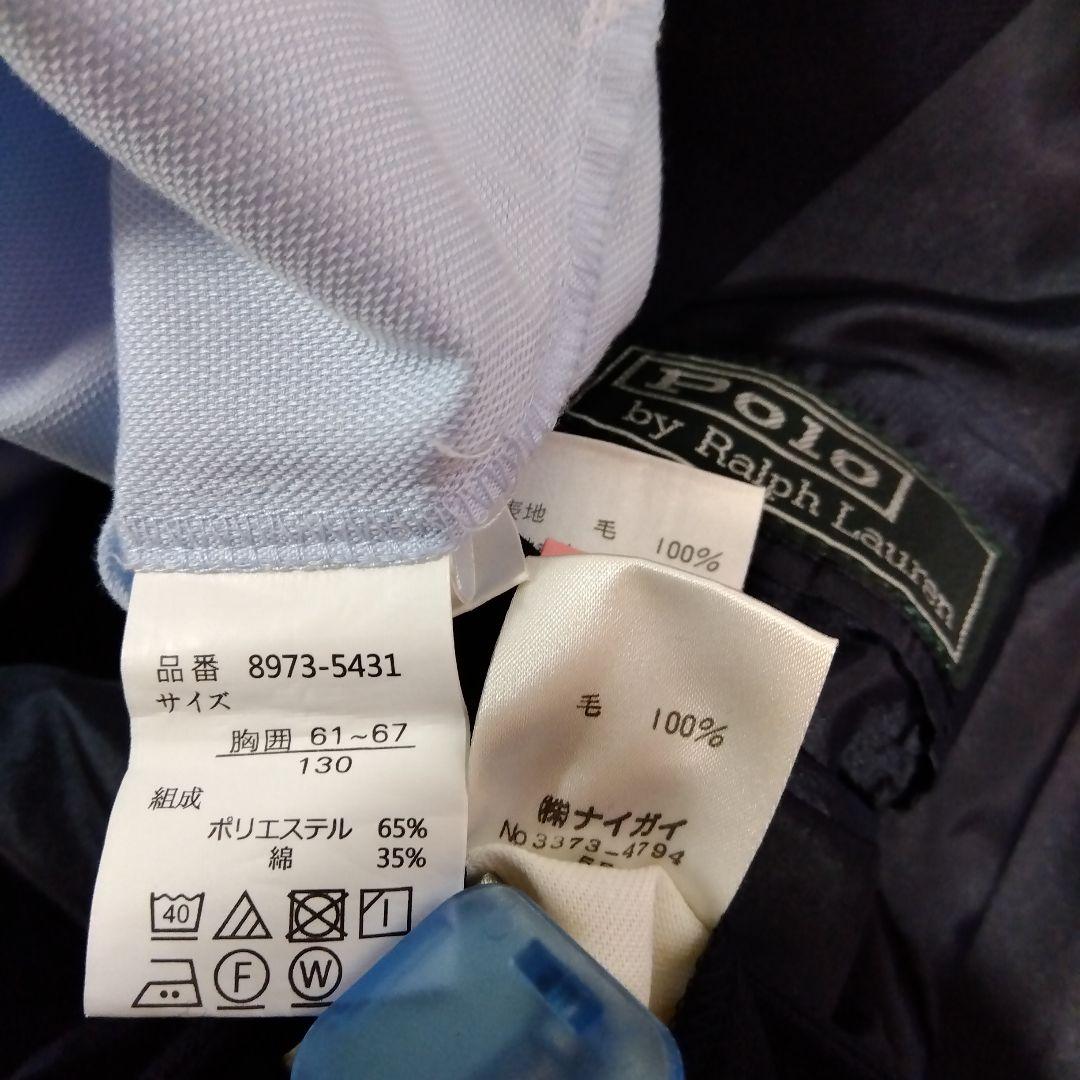 Polo
by Ralph Lauren
表地 毛 100%
品番 8973-5431
サイズ
胸囲 61~67
130
組成
ポリエステル 65%
綿 35%
40
F
W
毛 100%
㈱ナイガイ
No3373-4794